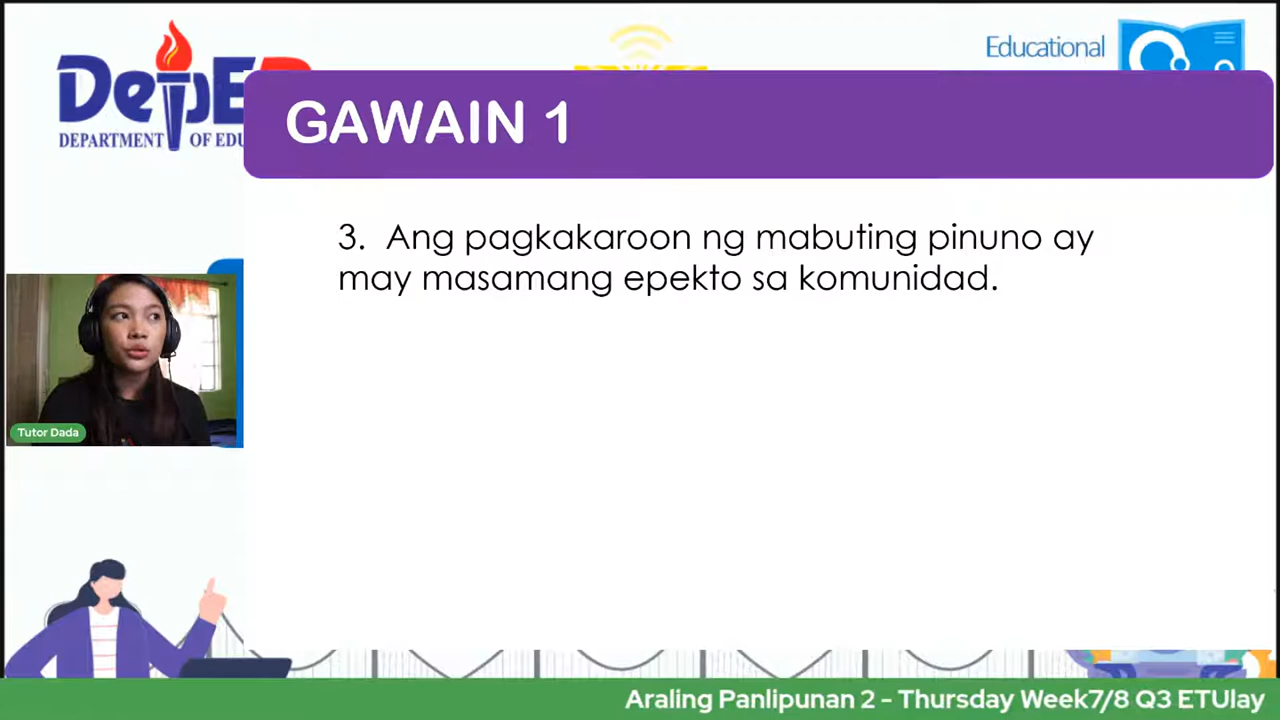 DepED
DEPARTMENT OF EDU
Educational
GAWAIN 1
3. Ang pagkakaroon ng mabuting pinuno ay
may masamang epekto sa komunidad.
Tutor Dada
Araling Panlipunan 2 - Thursday Week7/8 Q3 ETUlay